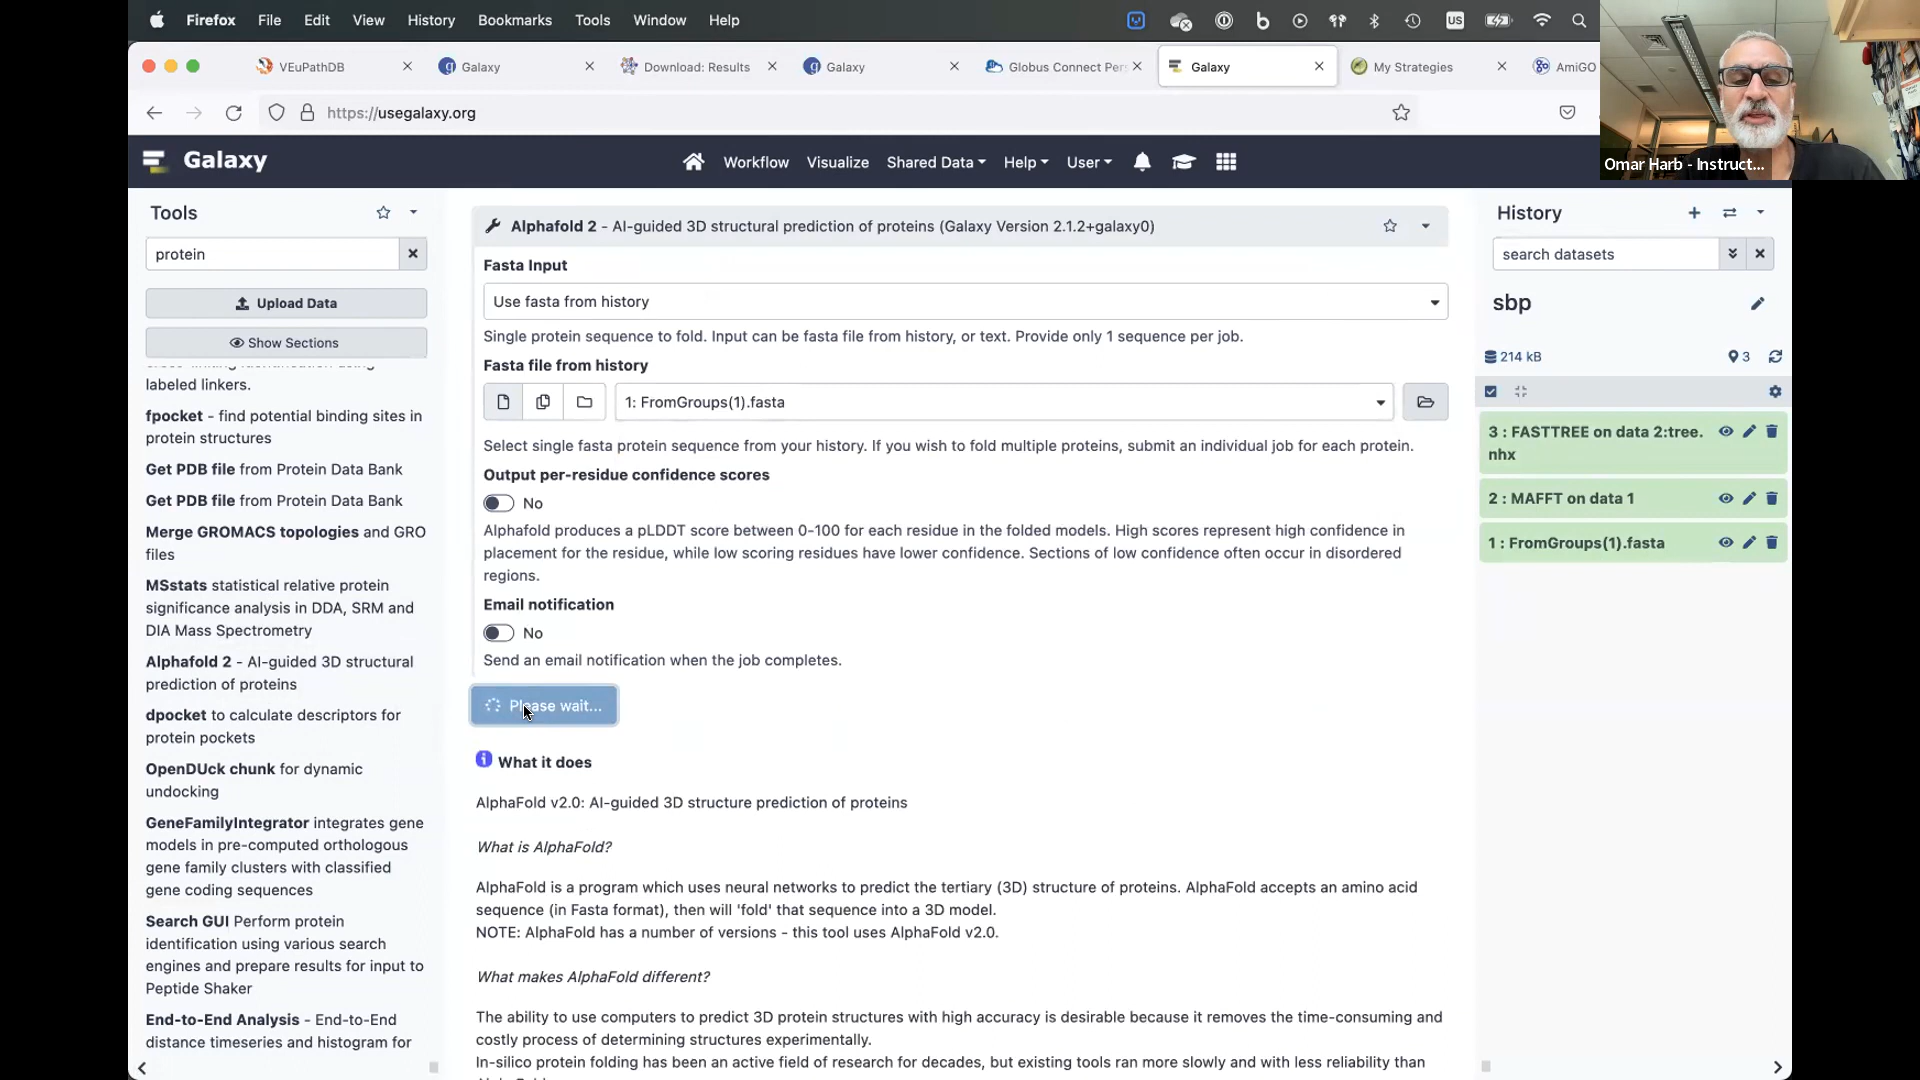 Firefox File Edit View History Bookmarks Tools Window Help
US
VEuPathDB
Galaxy
Download: Results
Galaxy
Globus Connect Per
Galaxy
My Strategies
AmiGO
https://usegalaxy.org
Omar Harb - Instruct...
Galaxy
Workflow Visualize Shared Data Help User
Tools
protein
Upload Data
Show Sections
labeled linkers.
fpocket - find potential binding sites in
protein structures
Get PDB file from Protein Data Bank
Get PDB file from Protein Data Bank
Merge GROMACS topologies and GRO
files
MSstats statistical relative protein
significance analysis in DDA, SRM and
DIA Mass Spectrometry
Alphafold 2 - AI-guided 3D structural
prediction of proteins
dpocket to calculate descriptors for
protein pockets
OpenDUck chunk for dynamic
undocking
GeneFamilyIntegrator integrates gene
models in pre-computed orthologous
gene family clusters with classified
gene coding sequences
Search GUI Perform protein
identification using various search
engines and prepare results for input to
Peptide Shaker
End-to-End Analysis - End-to-End
distance timeseries and histogram for
Alphafold 2 - AI-guided 3D structural prediction of proteins (Galaxy Version 2.1.2+galaxy0)
Fasta Input
Use fasta from history
Single protein sequence to fold. Input can be fasta file from history, or text. Provide only 1 sequence per job.
Fasta file from history
1: FromGroups(1).fasta
Select single fasta protein sequence from your history. If you wish to fold multiple proteins, submit an individual job for each protein.
Output per-residue confidence scores
No
Alphafold produces a pLDDT score between 0-100 for each residue in the folded models. High scores represent high confidence in
placement for the residue, while low scoring residues have lower confidence. Sections of low confidence often occur in disordered
regions.
Email notification
No
Send an email notification when the job completes.
Please wait...
What it does
AlphaFold v2.0: AI-guided 3D structure prediction of proteins
What is AlphaFold?
AlphaFold is a program which uses neural networks to predict the tertiary (3D) structure of proteins. AlphaFold accepts an amino acid
sequence (in Fasta format), then will 'fold' that sequence into a 3D model.
NOTE: AlphaFold has a number of versions - this tool uses AlphaFold v2.0.
What makes AlphaFold different?
The ability to use computers to predict 3D protein structures with high accuracy is desirable because it removes the time-consuming and
costly process of determining structures experimentally.
In-silico protein folding has been an active field of research for decades, but existing tools ran more slowly and with less reliability than
History
search datasets
sbp
214 kB
3
3 : FASTTREE on data 2:tree.
nhx
2 : MAFFT on data 1
1 : FromGroups(1).fasta